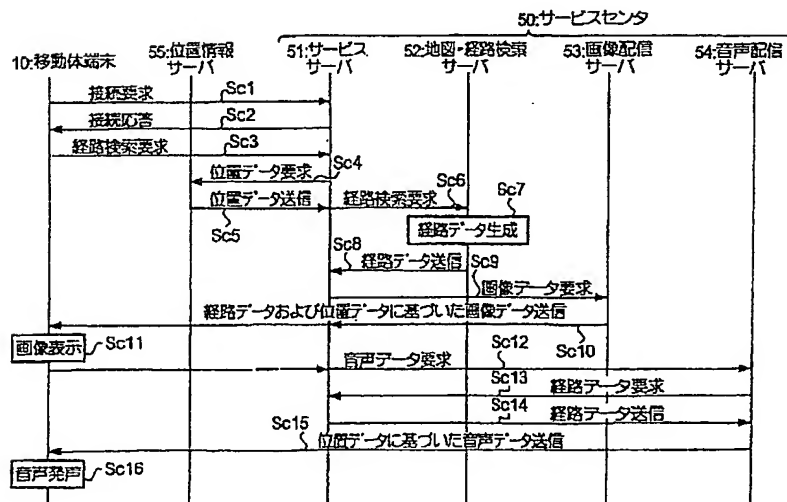 50:サービスセンタ
10:移動体端末
55:位置情報
サーバ
51:サービス
サーバ
52:地図・経路検索
サーバ
53:画像配信
サーバ
54:音声配信
サーバ
接続要求
Sc1
接続応答
Sc2
経路検索要求
Sc3
位置データ要求
Sc4
位置データ送信
Sc5
経路検索要求
Sc6
Sc7
経路データ生成
Sc8
経路データ送信
Sc9
画像データ要求
経路データおよび位置データに基づいた画像データ送信
Sc10
画像表示
Sc11
音声データ要求
Sc12
Sc13
経路データ要求
Sc14
経路データ送信
Sc15
位置データに基づいた音声データ送信
音声発声
Sc16